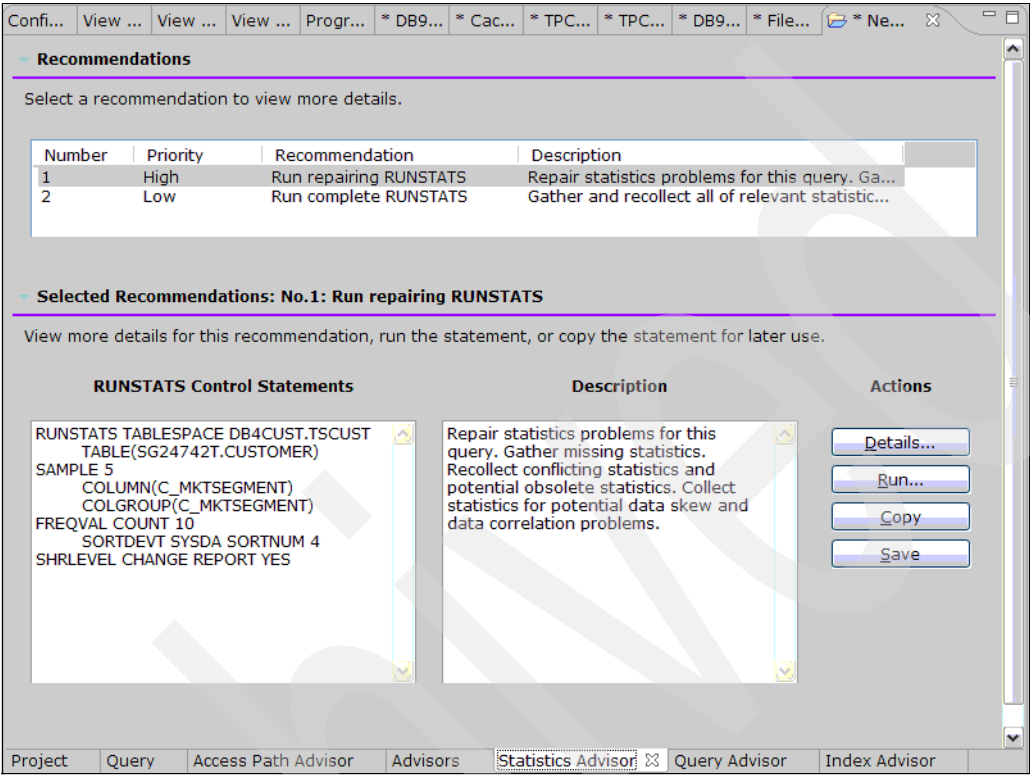 Confi... View ... View ... View ... Progr... * DB9... * Cac... * TPC... * TPC... * DB9... * File... * Ne...
Recommendations
Select a recommendation to view more details.
Number Priority Recommendation Description
1 High Run repairing RUNSTATS Repair statistics problems for this query. Ga...
2 Low Run complete RUNSTATS Gather and recollect all of relevant statistic...
Selected Recommendations: No.1: Run repairing RUNSTATS
View more details for this recommendation, run the statement, or copy the statement for later use.
RUNSTATS Control Statements
RUNSTATS TABLESPACE DB4CUST.TSCUST
TABLE(SG24742T.CUSTOMER)
SAMPLE 5
COLUMN(C_MKTSEGMENT)
COLGROUP(C_MKTSEGMENT)
FREQVAL COUNT 10
SORTDEVT SYSDA SORTNUM 4
SHRLEVEL CHANGE REPORT YES
Description
Repair statistics problems for this
query. Gather missing statistics.
Recollect conflicting statistics and
potential obsolete statistics. Collect
statistics for potential data skew and
data correlation problems.
Actions
Details...
Run...
Copy
Save
Project Query Access Path Advisor Advisors Statistics Advisor Query Advisor Index Advisor